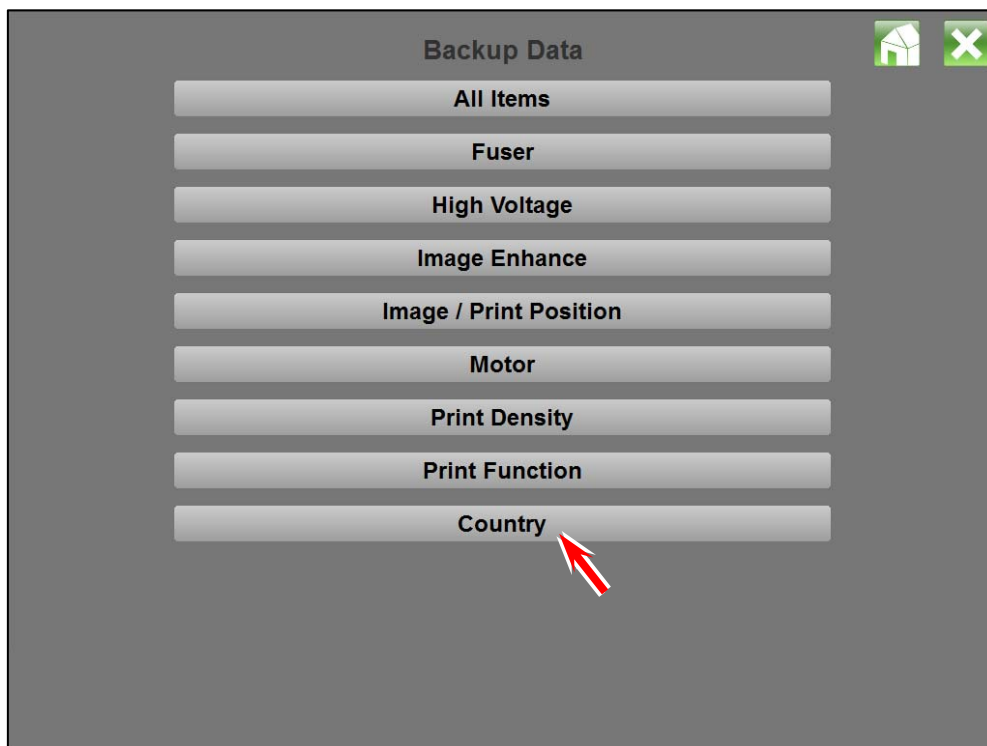 Backup Data
All Items
Fuser
High Voltage
Image Enhance
Image / Print Position
Motor
Print Density
Print Function
Country